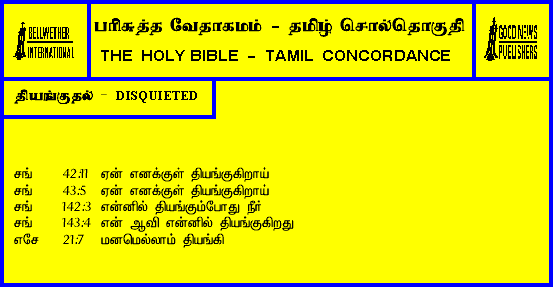 BELLWETHER
INTERNATIONAL
பரிசுத்த வேதாகமம் - தமிழ் சொல்தொகுதி
THE HOLY BIBLE - TAMIL CONCORDANCE
GOOD NEWS
PUBLISHERS
தியங்குதல் - DISQUIETED
சங் 42:11 ஏன் எனக்குள் தியங்குகிறாய்
சங் 43:5 ஏன் எனக்குள் தியங்குகிறாய்
சங் 142:3 என்னில் தியங்கும்போது நீர்
சங் 143:4 என் ஆவி என்னில் தியங்குகிறது
எசே 21:7 மனமெல்லாம் தியங்கி